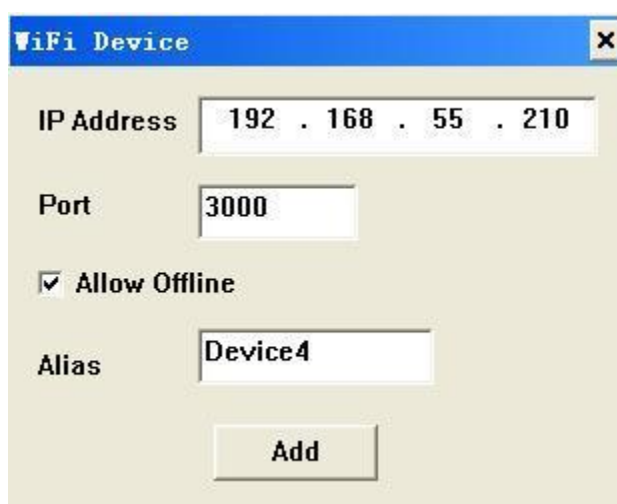 WiFi Device
IP Address 192 . 168 . 55 . 210
Port 3000
Allow Offline
Alias Device4
Add